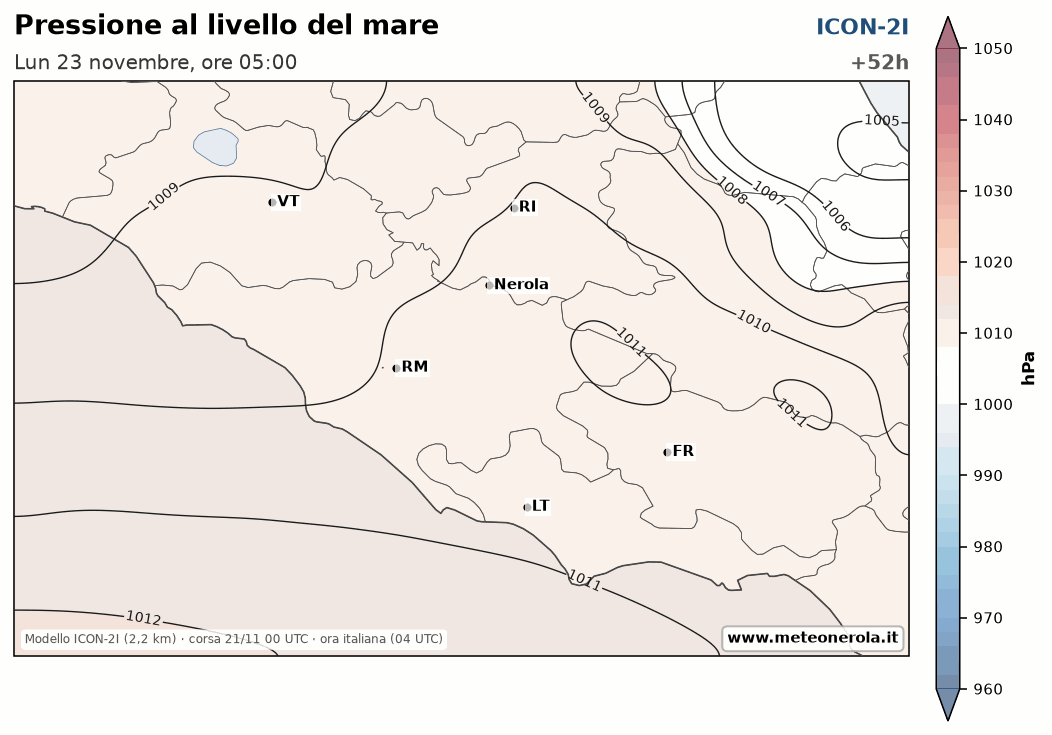 Pressione al livello del mare
ICON-2I
Lun 23 novembre, ore 05:00
+52h
1050
1009
1005
1040
1009
1008
1007
VT
RI
1006
1030
1020
Nerola
1010
1010
1011
hPa
RM
1011
1000
FR
990
LT
980
1011
1012
970
Modello ICON-2I (2,2 km) · corsa 21/11 00 UTC · ora italiana (04 UTC)
www.meteonerola.it
960